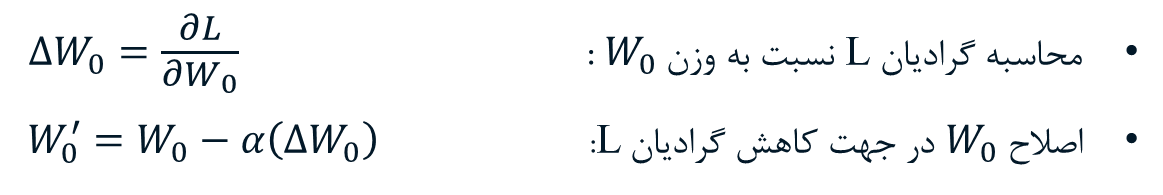 • محاسبه گرادیان L نسبت به وزن W₀ : ΔW₀ = ∂L/∂W₀
• اصلاح W₀ در جهت کاهش گرادیان L: W₀′ = W₀ − α(ΔW₀)